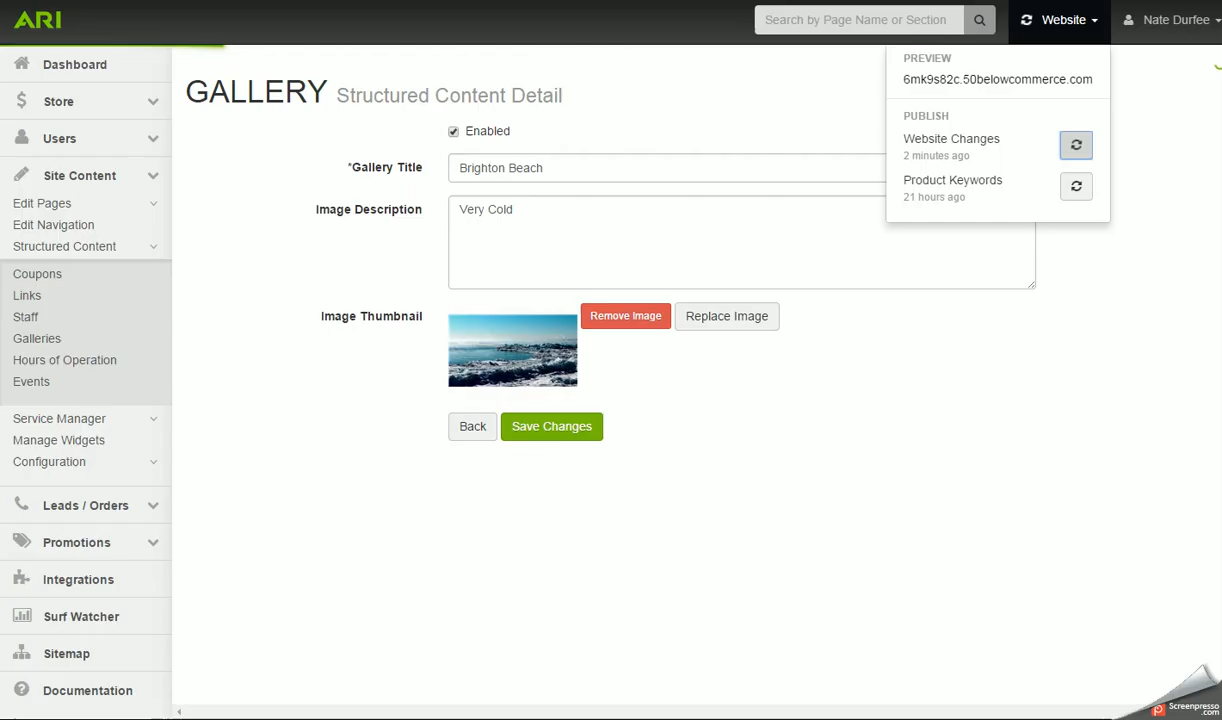 ARI
Search by Page Name or Section
Website
Nate Durfee
PREVIEW
6mk9s82c.50belowcommerce.com
PUBLISH
Website Changes
2 minutes ago
Product Keywords
21 hours ago
Dashboard
Store
Users
Site Content
Edit Pages
Edit Navigation
Structured Content
Coupons
Links
Staff
Galleries
Hours of Operation
Events
Service Manager
Manage Widgets
Configuration
Leads / Orders
Promotions
Integrations
Surf Watcher
Sitemap
Documentation
GALLERY Structured Content Detail
Enabled
*Gallery Title
Brighton Beach
Image Description
Very Cold
Image Thumbnail
Remove Image
Replace Image
Back
Save Changes
Screenpresso
.com